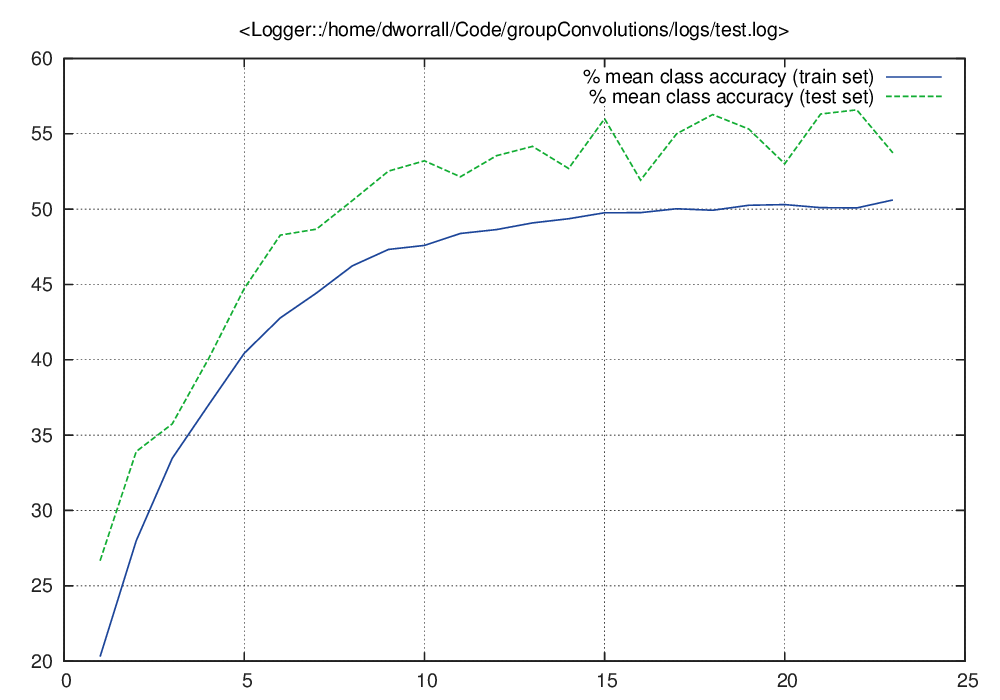 <Logger::/home/dworrall/Code/groupConvolutions/logs/test.log>
% mean class accuracy (train set)
% mean class accuracy (test set)
60
55
50
45
40
35
30
25
20
0 5 10 15 20 25